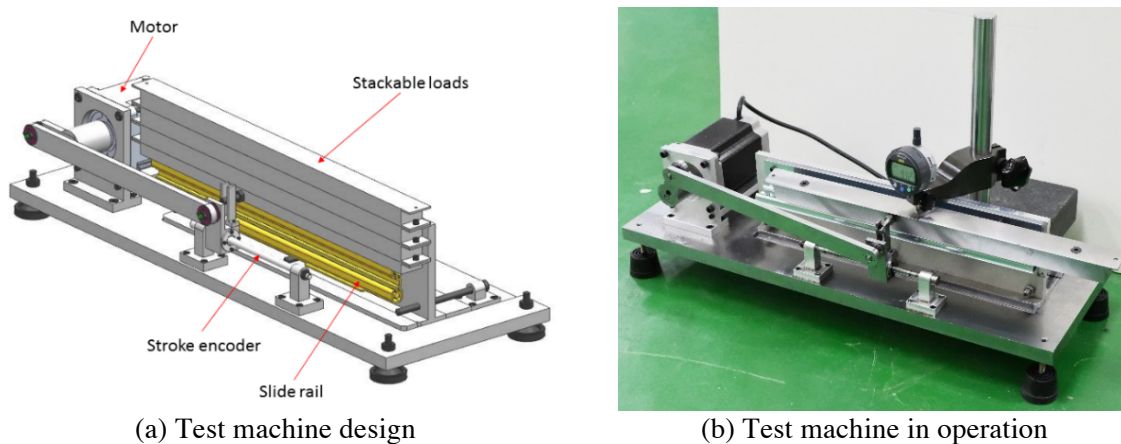 Motor
Stackable loads
Stroke encoder
Slide rail
(a) Test machine design
(b) Test machine in operation